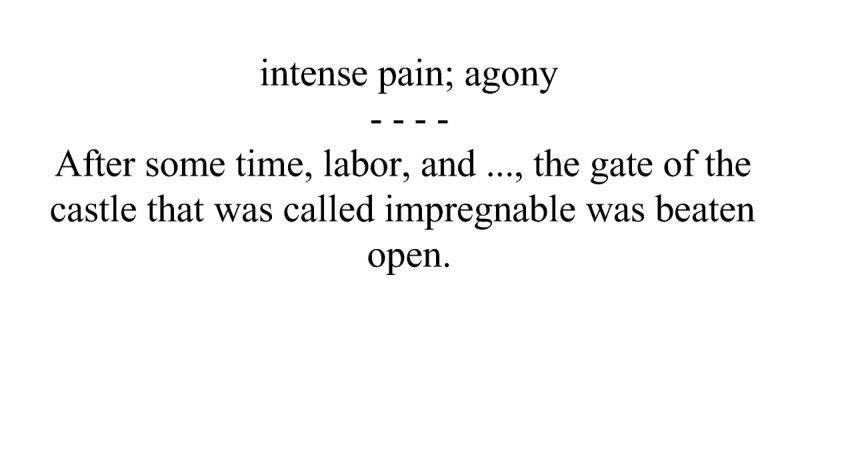 intense pain; agony
- - - -
After some time, labor, and ..., the gate of the
castle that was called impregnable was beaten
open.